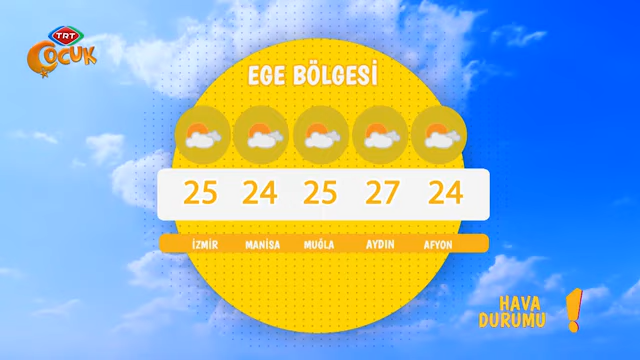 TRT
ÇOCUK
EGE BÖLGESİ
25 24 25 27 24
İZMİR MANİSA MUĞLA AYDIN AFYON
HAVA
DURUMU !